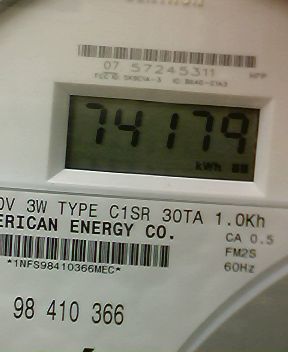 07 57245311
74179
kWh
0V 3W TYPE C1SR 30TA 1.0Kh
ERICAN ENERGY CO.
CA 0.5
FM2S
*1NFS98410366MEC*
60Hz
98 410 366